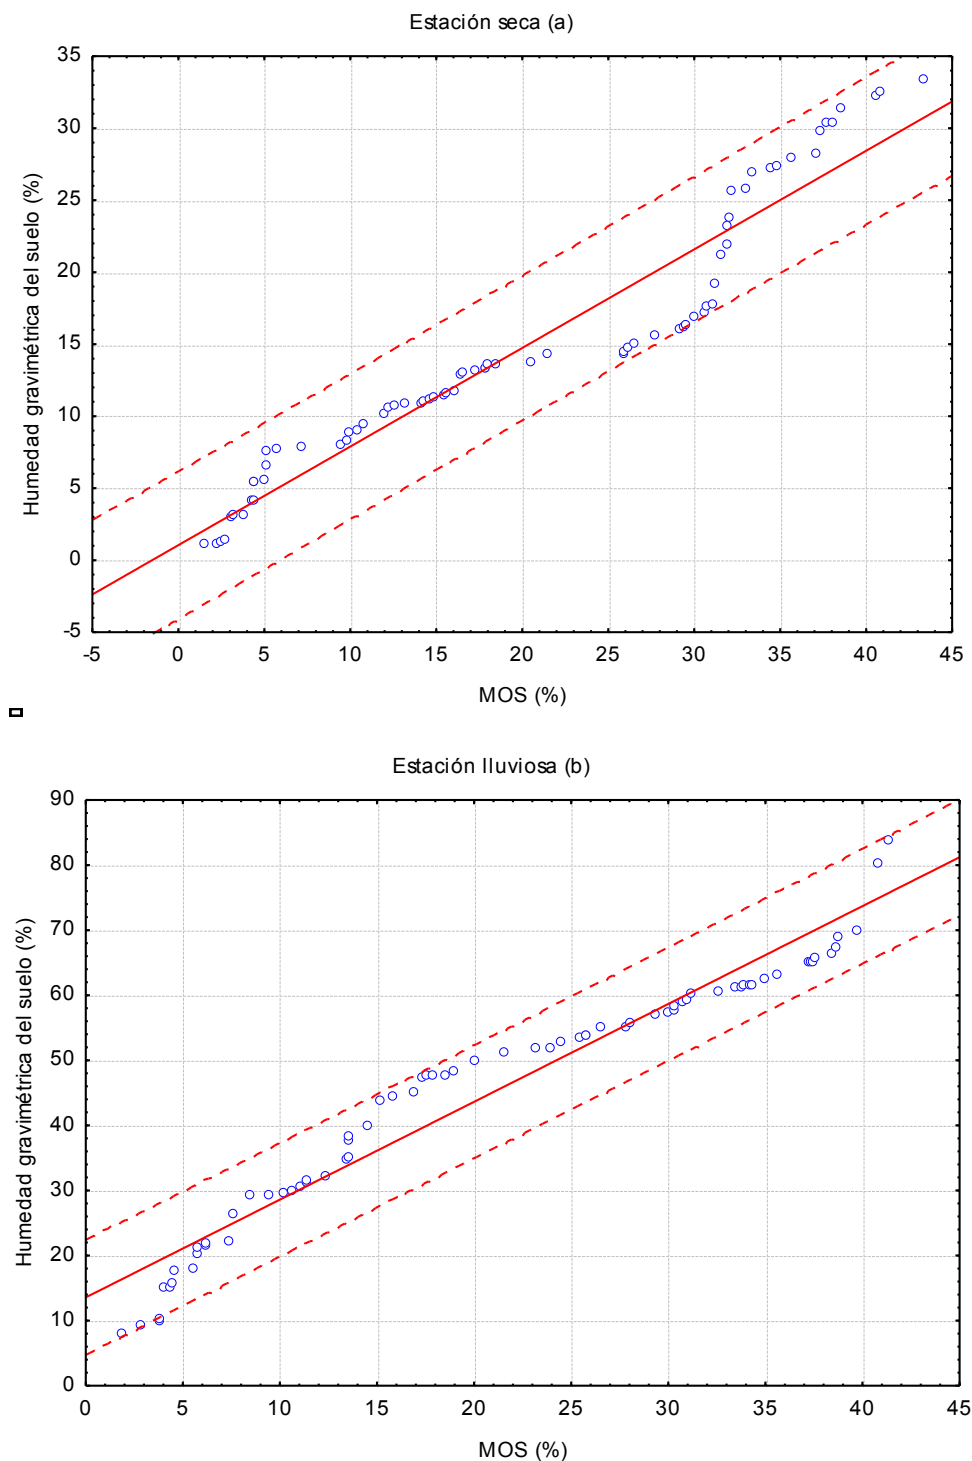 Estación seca (a)
35
30
25
20
15
10
5
0
-5
Humedad gravimétrica del suelo (%)
-5 0 5 10 15 20 25 30 35 40 45
MOS (%)
Estación lluviosa (b)
90
80
70
60
50
40
30
20
10
0
Humedad gravimétrica del suelo (%)
0 5 10 15 20 25 30 35 40 45
MOS (%)